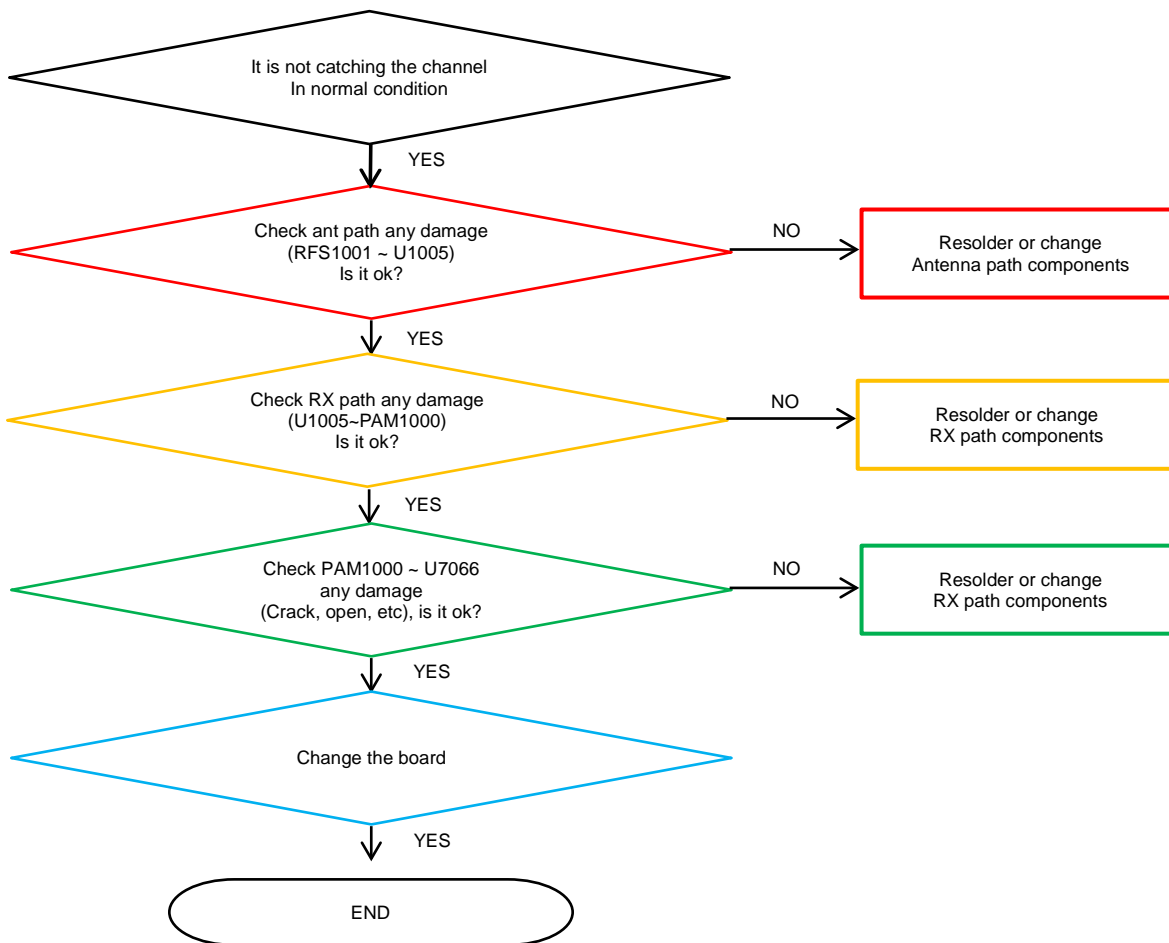 It is not catching the channel
In normal condition
YES
Check ant path any damage
(RFS1001 ~ U1005)
Is it ok?
NO
Resolder or change
Antenna path components
YES
Check RX path any damage
(U1005~PAM1000)
Is it ok?
NO
Resolder or change
RX path components
YES
Check PAM1000 ~ U7066
any damage
(Crack, open, etc), is it ok?
NO
Resolder or change
RX path components
YES
Change the board
YES
END